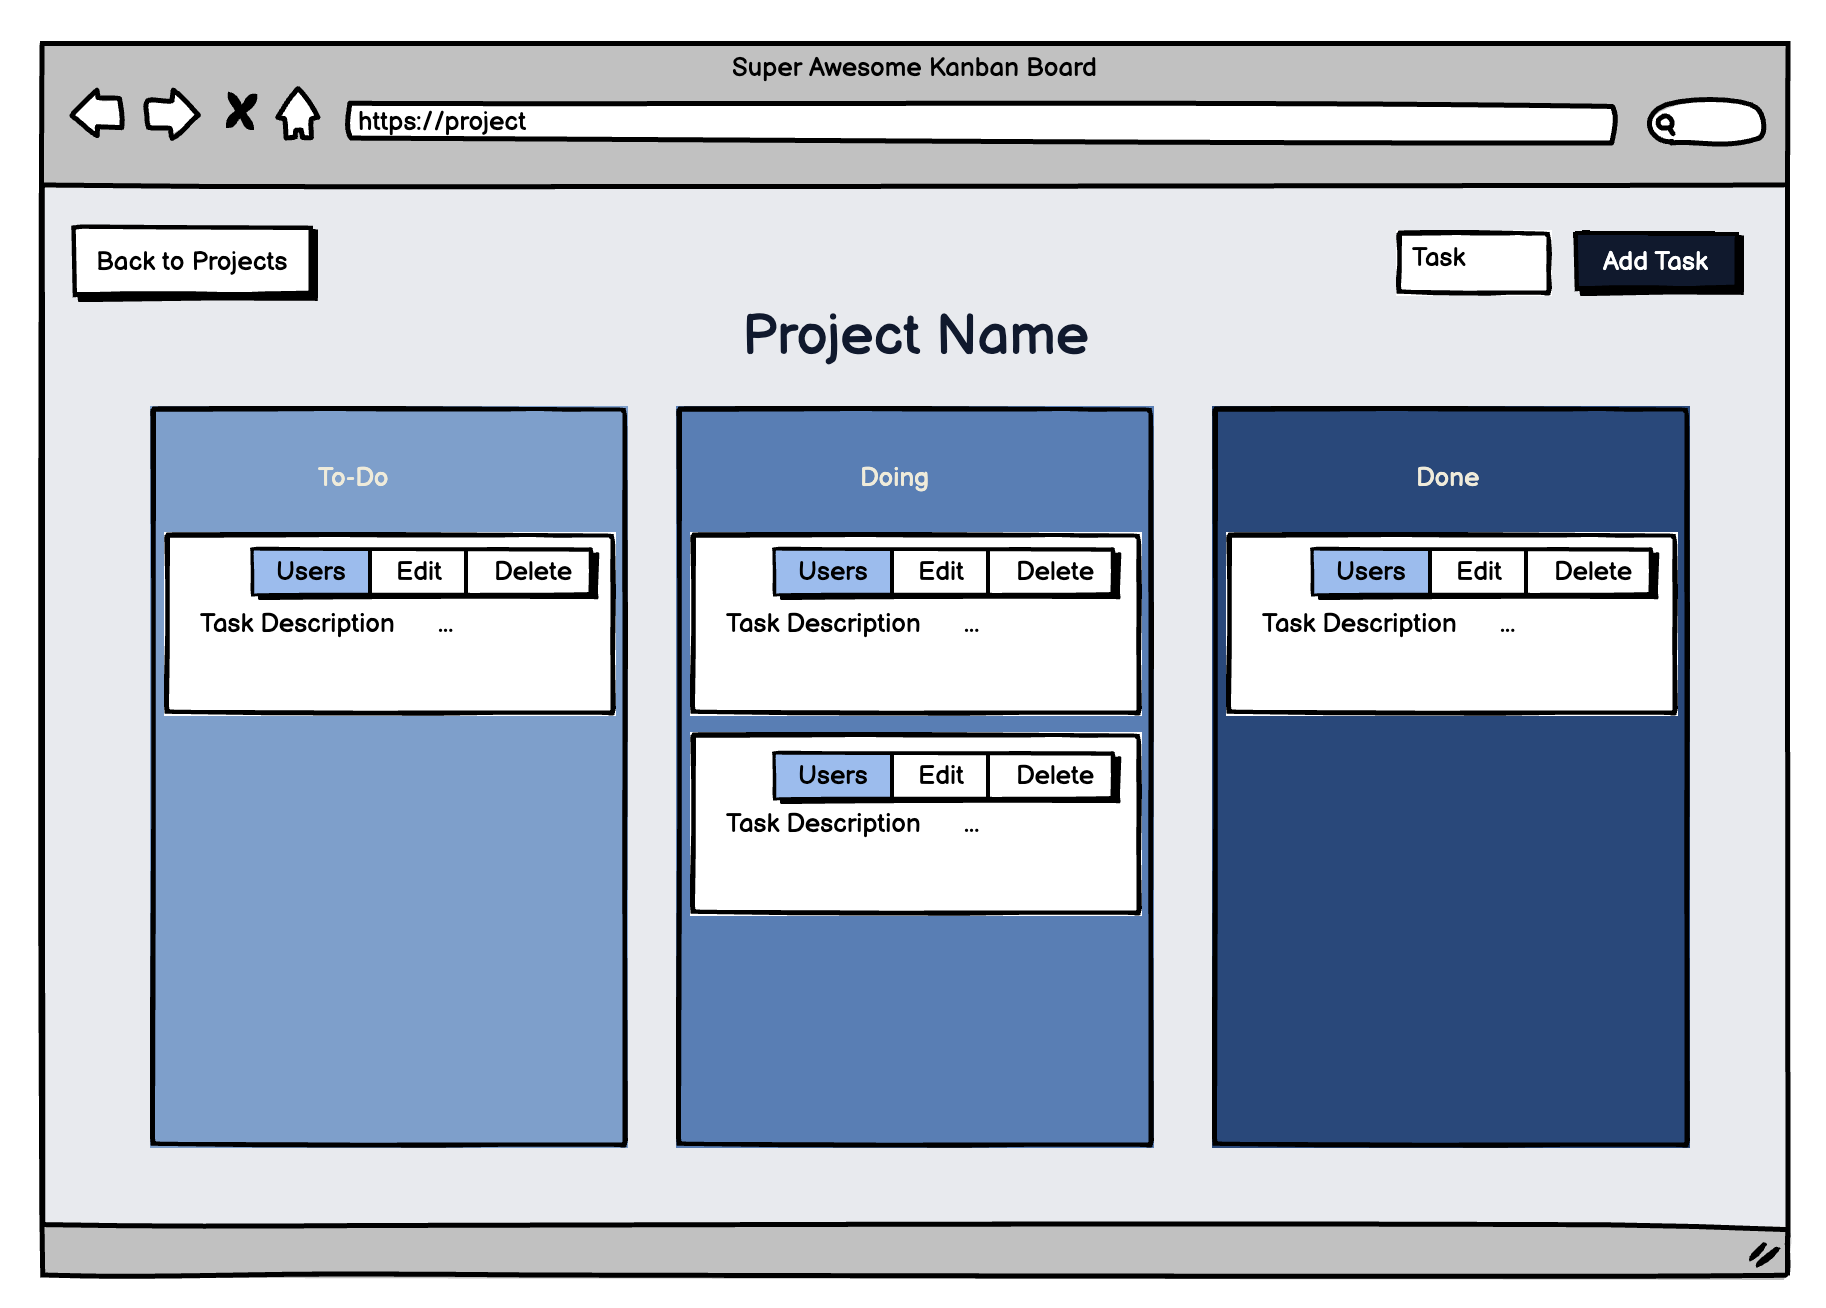 Super Awesome Kanban Board
https://project
Back to Projects
Task
Add Task
Project Name
To-Do
Users Edit Delete
Task Description ...
Doing
Users Edit Delete
Task Description ...
Users Edit Delete
Task Description ...
Done
Users Edit Delete
Task Description ...